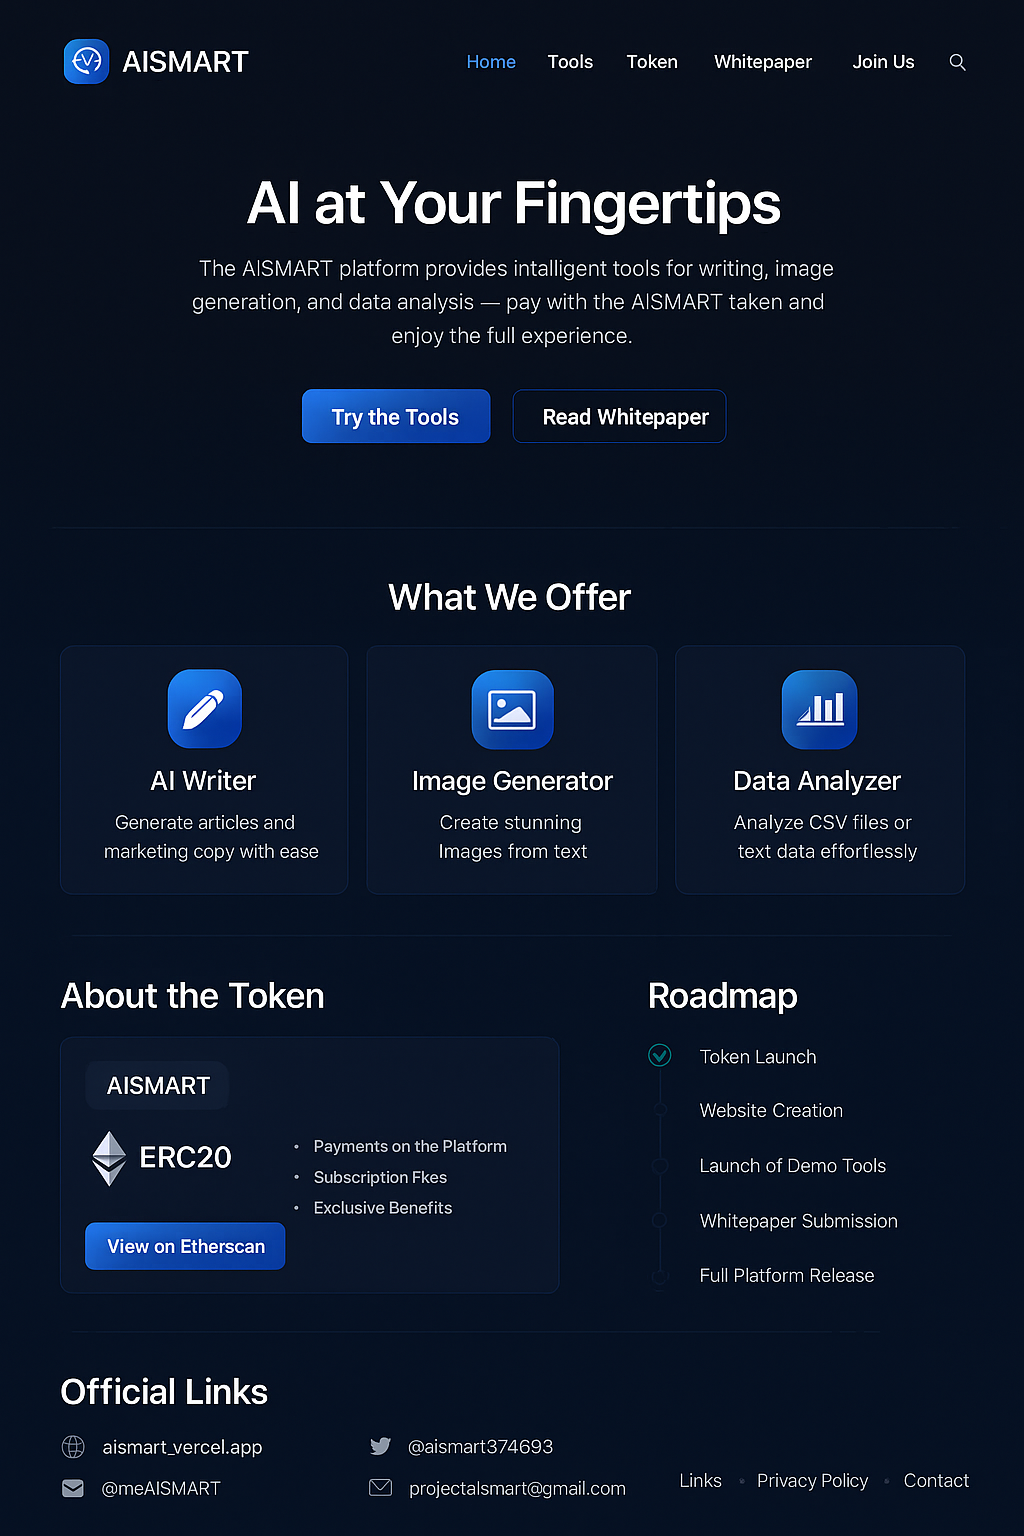 AISMART
Home Tools Token Whitepaper Join Us
AI at Your Fingertips
The AISMART platform provides intalligent tools for writing, image
generation, and data analysis — pay with the AISMART taken and
enjoy the full experience.
Try the Tools
Read Whitepaper
What We Offer
AI Writer
Generate articles and
marketing copy with ease
Image Generator
Create stunning
Images from text
Data Analyzer
Analyze CSV files or
text data efforflessly
About the Token
AISMART
ERC20
• Payments on the Platform
• Subscription Fkes
• Exclusive Benefits
View on Etherscan
Roadmap
Token Launch
Website Creation
Launch of Demo Tools
Whitepaper Submission
Full Platform Release
Official Links
aismart_vercel.app
@aismart374693
@meAISMART
projectalsmart@gmail.com
Links • Privacy Policy • Contact